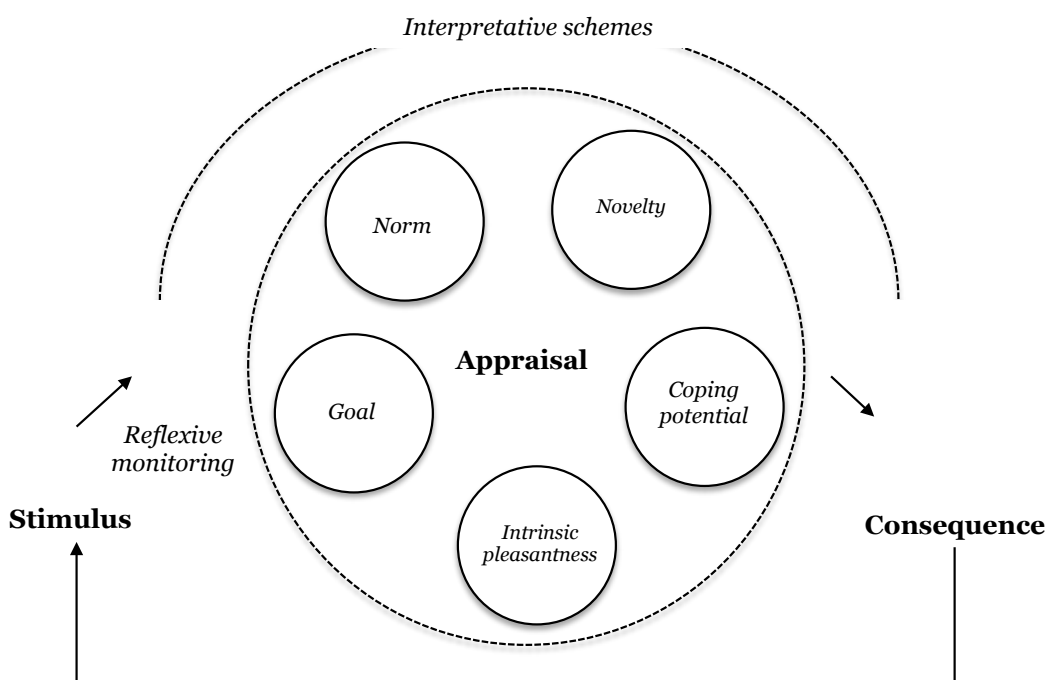 Interpretative schemes
Norm
Novelty
Appraisal
Goal
Coping
potential
Reflexive
monitoring
Stimulus
Consequence
Intrinsic
pleasantness